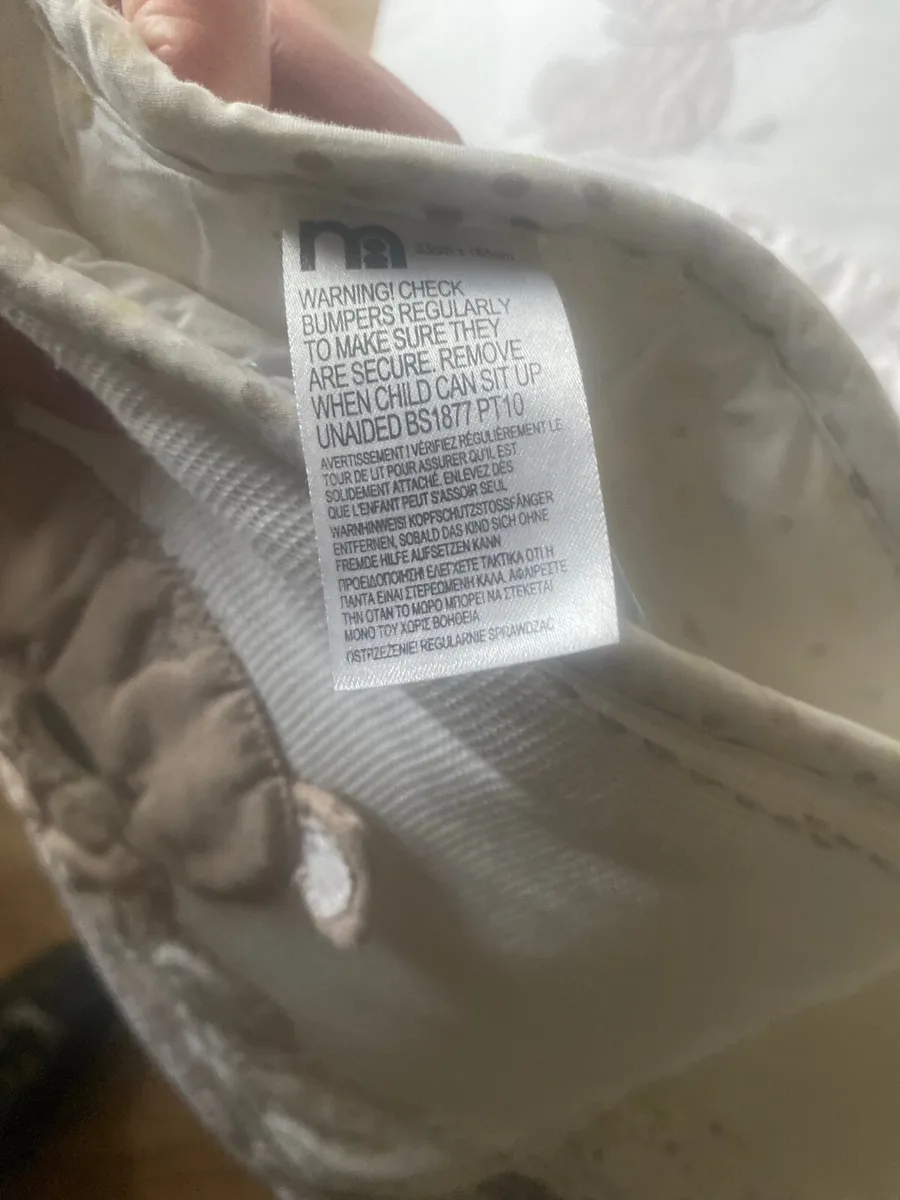 m
WARNING! CHECK
BUMPERS REGULARLY
TO MAKE SURE THEY
ARE SECURE. REMOVE
WHEN CHILD CAN SIT UP
UNAIDED BS1877 PT10
AVERTISSEMENT ! VÉRIFIEZ RÉGULIÈREMENT LE
TOUR DE LIT POUR ASSURER QU'IL EST
SOLIDEMENT ATTACHÉ. ENLEVEZ DÈS
QUE L'ENFANT PEUT S'ASSOIR SEUL
WARNHINWEIS! KOPFSCHUTZSTOSSFÄNGER
ENTFERNEN, SOBALD DAS KIND SICH OHNE
FREMDE HILFE AUFSETZEN KANN
ΠΡΟΕΙΔΟΠΟΙΗΣΗ! ΕΛΕΓΧΕΤΕ ΤΑΚΤΙΚΑ ΟΤΙ Η
ΠΑΝΤΑ ΕΙΝΑΙ ΣΤΕΡΕΩΜΕΝΗ ΚΑΛΑ, ΑΦΑΙΡΕΣΤΕ
ΤΗΝ ΟΤΑΝ ΤΟ ΜΩΡΟ ΜΠΟΡΕΙ ΝΑ ΣΤΕΚΕΤΑΙ
ΜΟΝΟ ΤΟΥ ΧΩΡΙΣ ΒΟΗΘΕΙΑ
OSTRZEŻENIE! REGULARNIE SPRAWDZAĆ